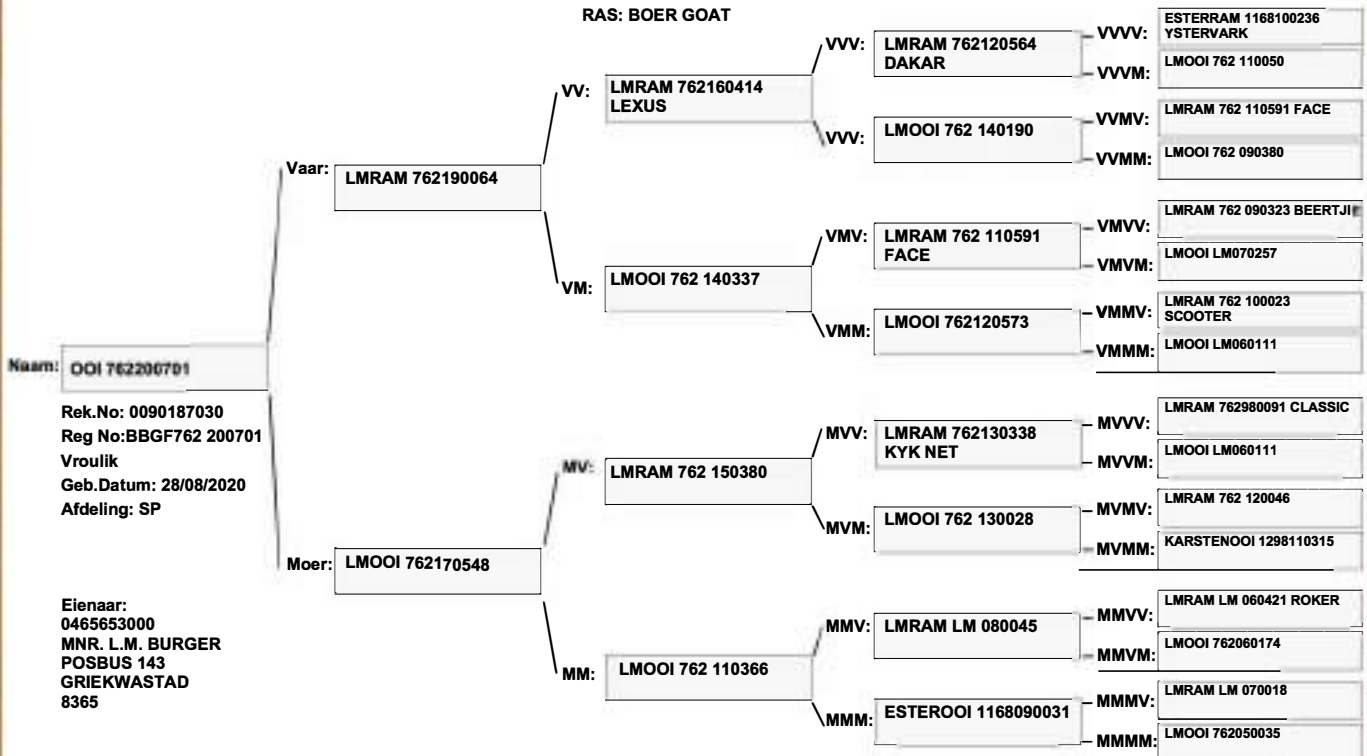 RAS: BOER GOAT
Naam: OOI 762200701
Rek.No: 0090187030
Reg No:BBGF762 200701
Vroulik
Geb.Datum: 28/08/2020
Afdeling: SP
Eienaar:
0465653000
MNR. L.M. BURGER
POSBUS 143
GRIEKWASTAD
8365
Vaar: LMRAM 762190064
Moer: LMOOI 762170548
VV: LMRAM 762160414
LEXUS
VM: LMOOI 762 140337
MV: LMRAM 762 150380
MM: LMOOI 762 110366
VVV: LMRAM 762120564
DAKAR
VVV: LMOOI 762 140190
VMV: LMRAM 762 110591
FACE
VMM: LMOOI 762120573
MVV: LMRAM 762130338
KYK NET
MVM: LMOOI 762 130028
MMV: LMRAM LM 080045
MMM: ESTEROOI 1168090031
VVVV: ESTERRAM 1168100236
YSTERVARK
VVVM: LMOOI 762 110050
VVMV: LMRAM 762 110591 FACE
VVMM: LMOOI 762 090380
VMVV: LMRAM 762 090323 BEERTJIE
VMVM: LMOOI LM070257
VMMV: LMRAM 762 100023
SCOOTER
VMMM: LMOOI LM060111
MVVV: LMRAM 762980091 CLASSIC
MVVM: LMOOI LM060111
MVMV: LMRAM 762 120046
MVMM: KARSTENOOI 1298110315
MMVV: LMRAM LM 060421 ROKER
MMVM: LMOOI 762060174
MMMV: LMRAM LM 070018
MMMM: LMOOI 762050035